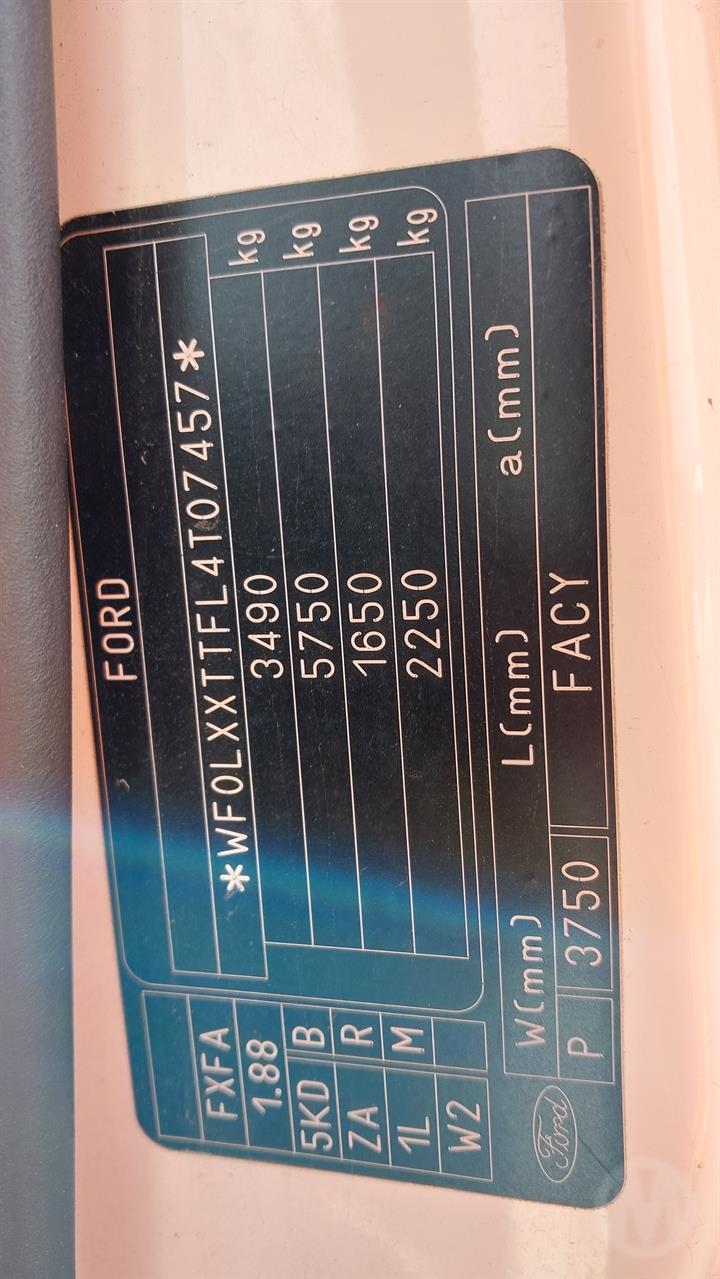 FORD
*WF0LXXTTFL4T07457*
3490 kg
5750 kg
1650 kg
2250 kg
FXFA
1.88
5KD B
ZA R
1L M
W2
W(mm) L(mm) a(mm)
P 3750 FACY
Ford
M